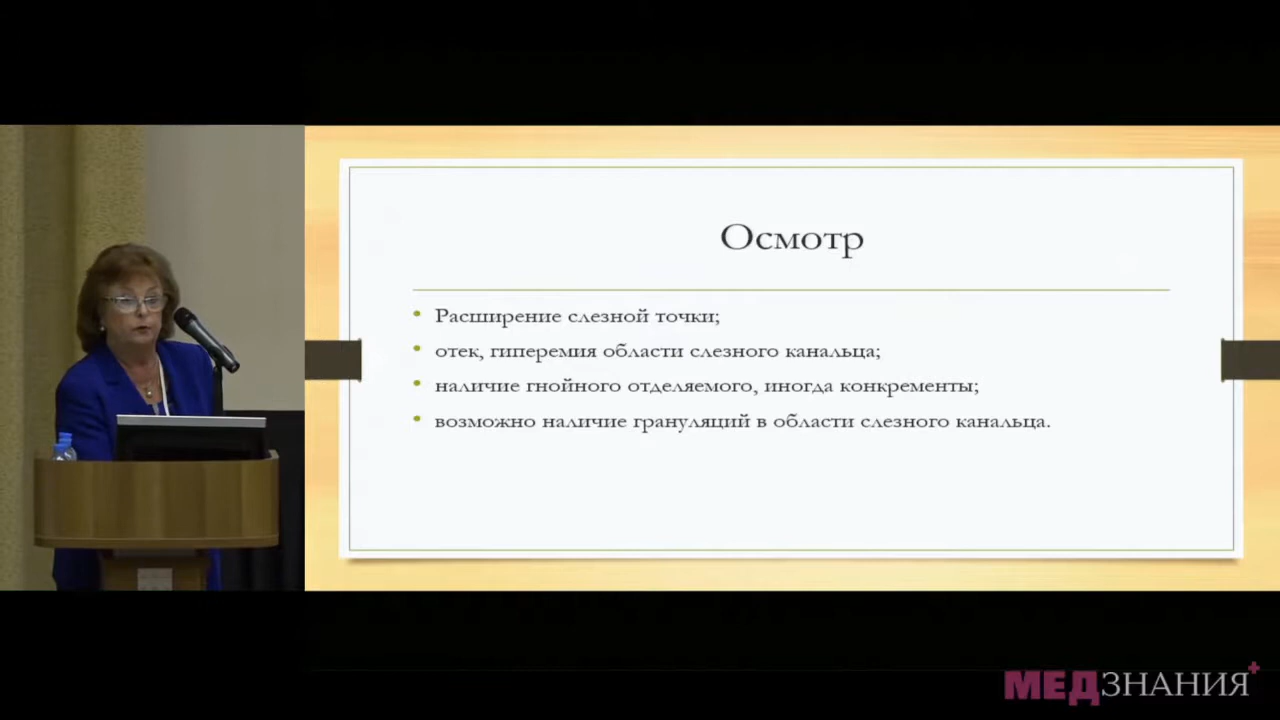 Осмотр
• Расширение слезной точки;
• отек, гиперемия области слезного канальца;
• наличие гнойного отделяемого, иногда конкременты;
• возможно наличие грануляций в области слезного канальца.
МЕДЗНАНИЯ+